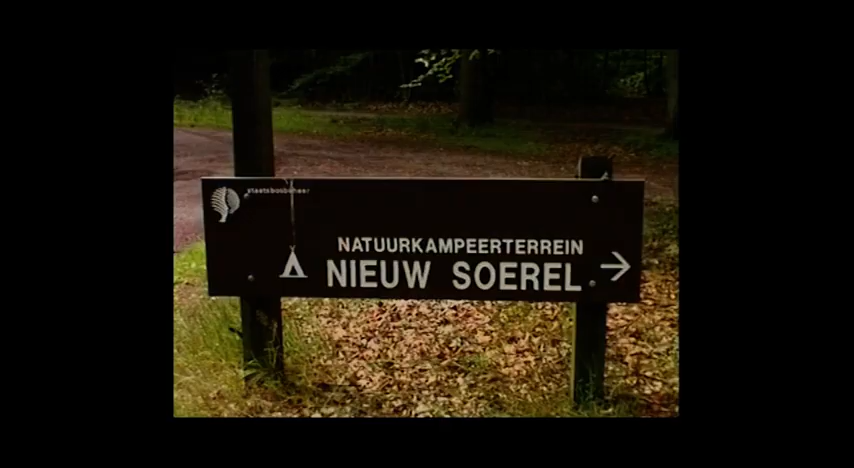 staatsbosbeheer
NATUURKAMPEERTERREIN
NIEUW SOEREL